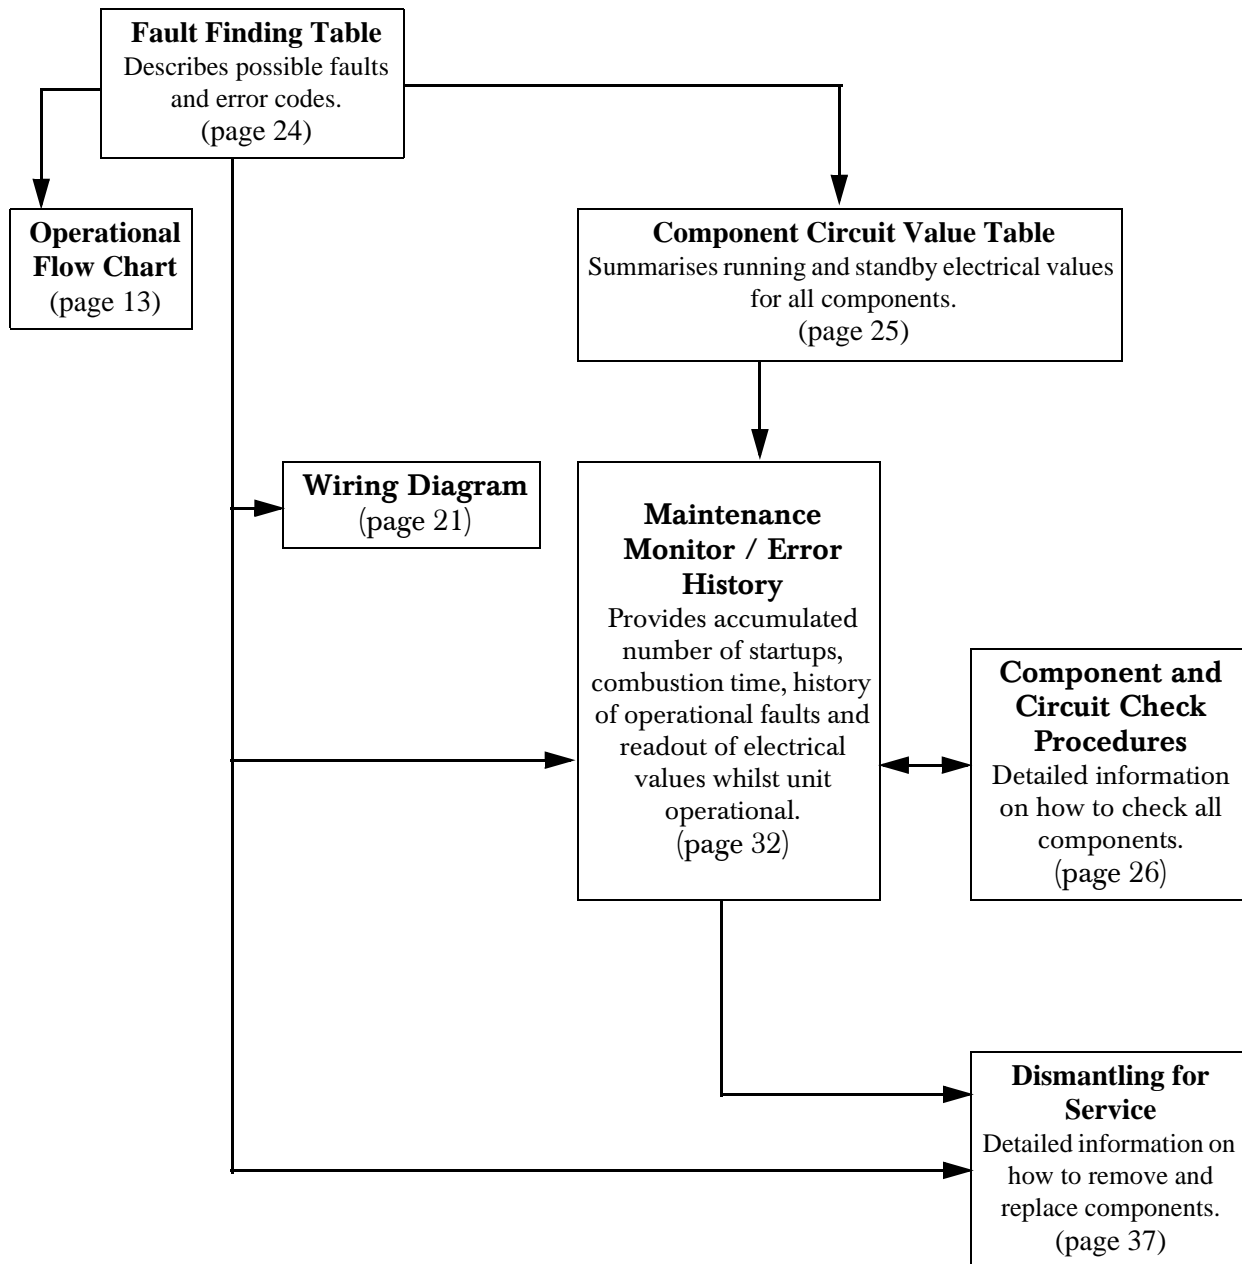 Fault Finding Table
Describes possible faults
and error codes.
(page 24)
Operational
Flow Chart
(page 13)
Component Circuit Value Table
Summarises running and standby electrical values
for all components.
(page 25)
Wiring Diagram
(page 21)
Maintenance
Monitor / Error
History
Provides accumulated
number of startups,
combustion time, history
of operational faults and
readout of electrical
values whilst unit
operational.
(page 32)
Component and
Circuit Check
Procedures
Detailed information
on how to check all
components.
(page 26)
Dismantling for
Service
Detailed information on
how to remove and
replace components.
(page 37)